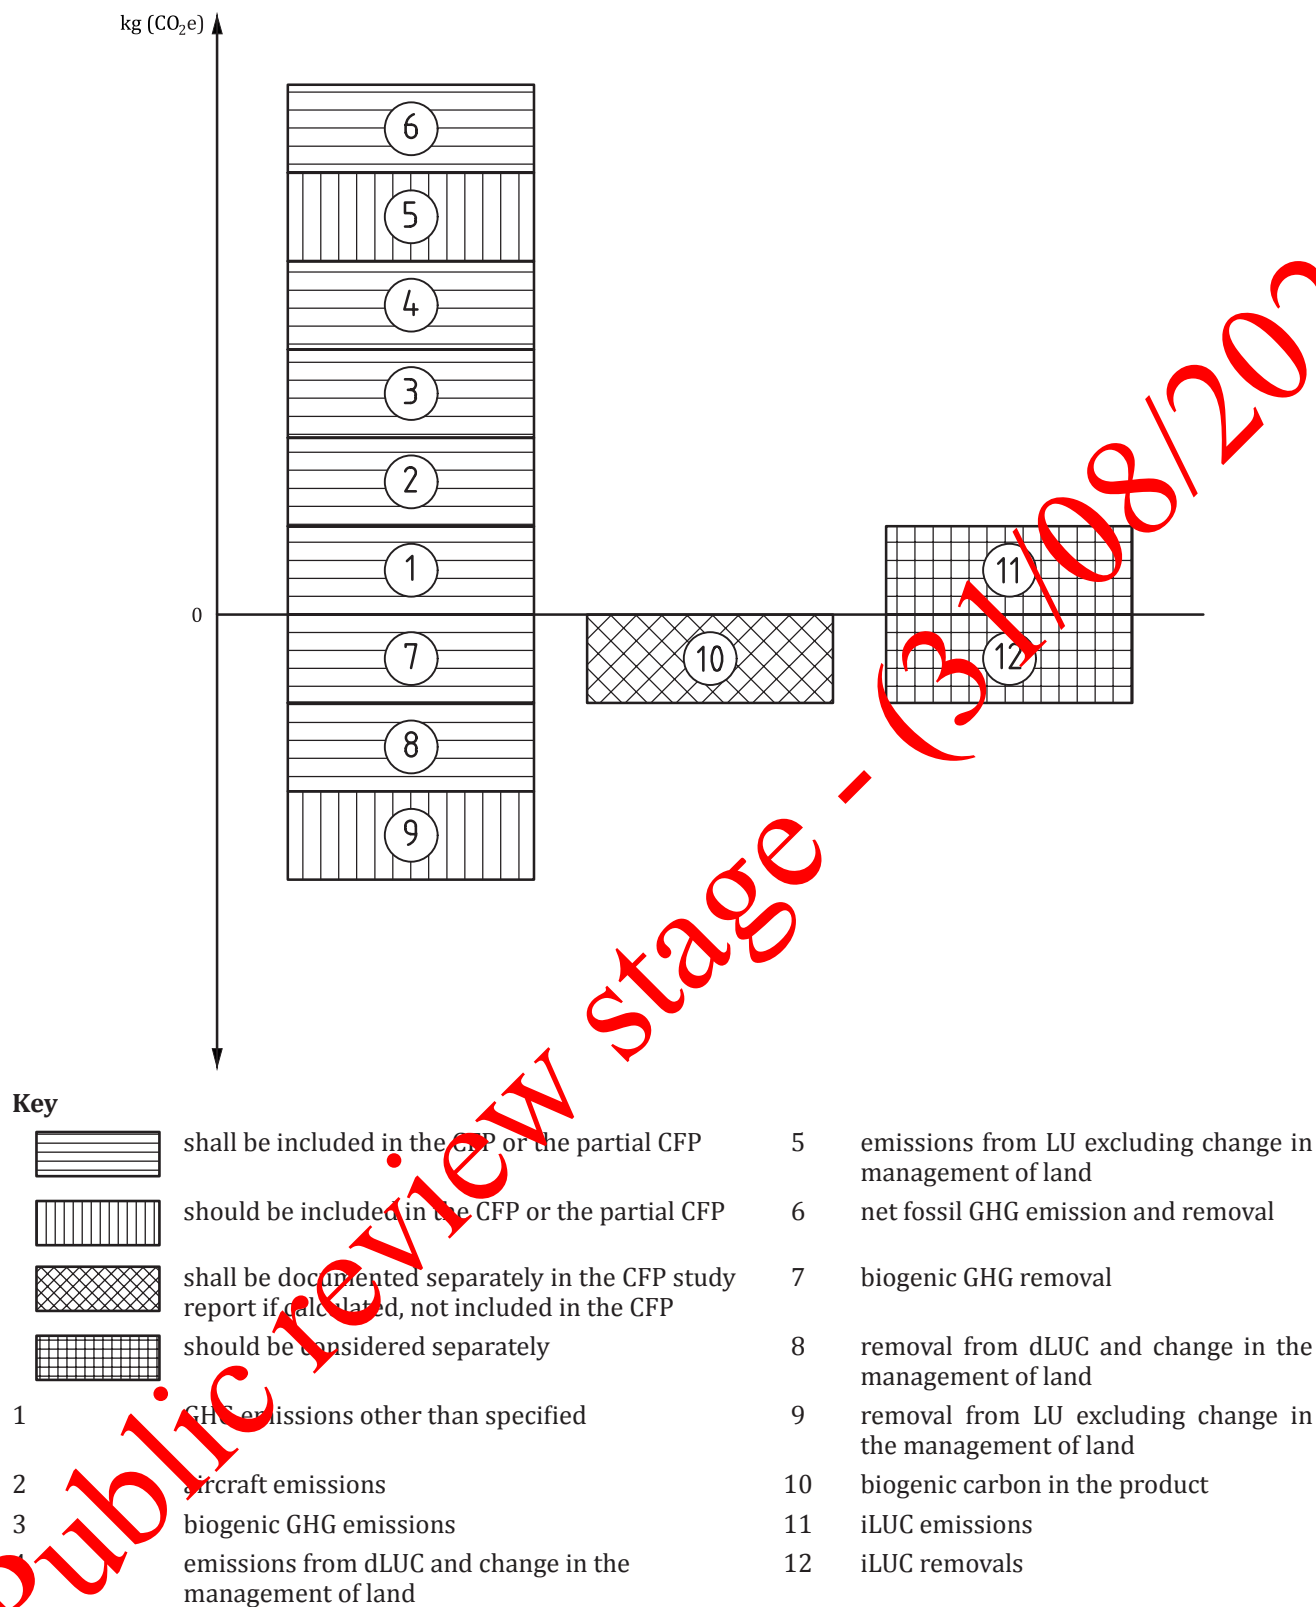 kg (CO₂e)
6
5
4
3
2
1
0
7
8
9
10
11
12
Key
shall be included in the CFP or the partial CFP
should be included in the CFP or the partial CFP
shall be documented separately in the CFP study
report if calculated, not included in the CFP
should be considered separately
1 GHG emissions other than specified
2 aircraft emissions
3 biogenic GHG emissions
4 emissions from dLUC and change in the
management of land
5 emissions from LU excluding change in
management of land
6 net fossil GHG emission and removal
7 biogenic GHG removal
8 removal from dLUC and change in the
management of land
9 removal from LU excluding change in
the management of land
10 biogenic carbon in the product
11 iLUC emissions
12 iLUC removals
Public review stage - (31/08/202